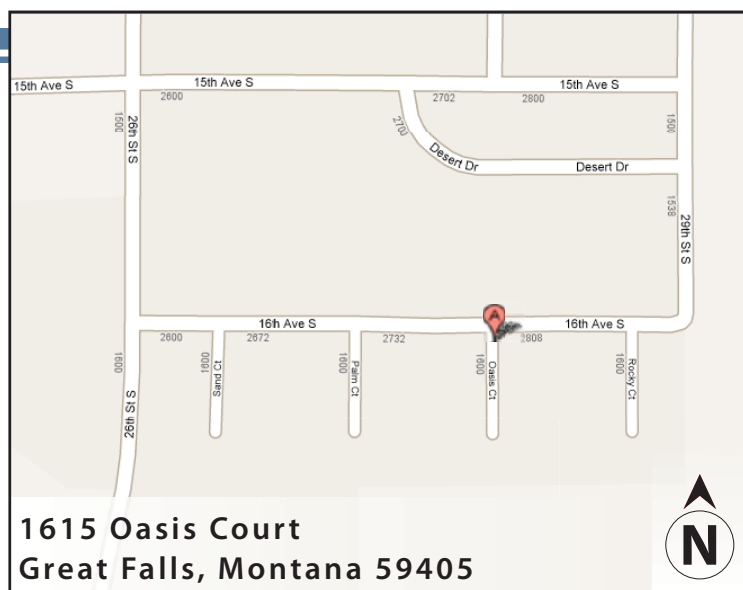 15th Ave S
15th Ave S
15th Ave S
2600
2702
2800
1500
26th St S
2700
1500
Desert Dr
Desert Dr
1538
29th St S
A
16th Ave S
16th Ave S
2600
2672
2732
2808
1600
1600
Sand Ct
1600
Palm Ct
1600
Oasis Ct
1600
Rocky Ct
26th St S
1615 Oasis Court
Great Falls, Montana 59405
N